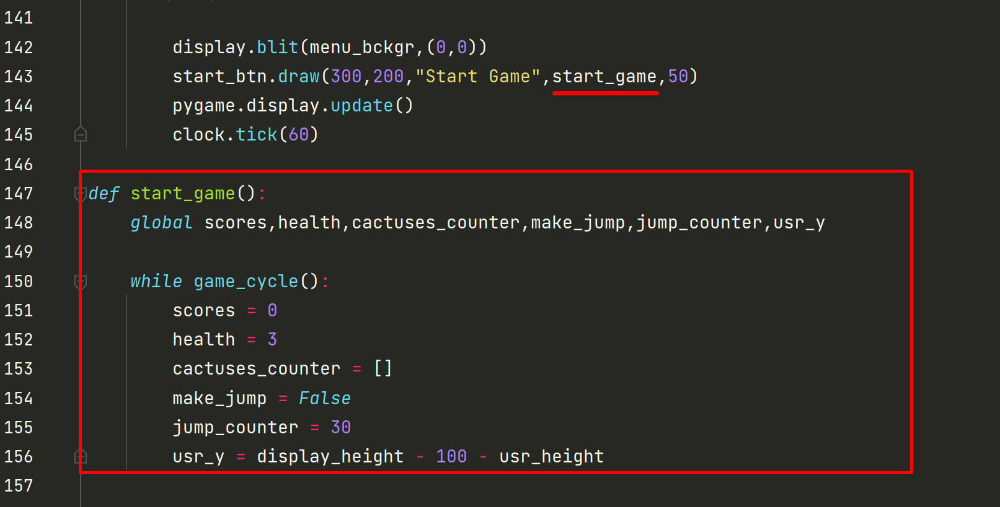 141
142 display.blit(menu_bckgr,(0,0))
143 start_btn.draw(300,200,"Start Game",start_game,50)
144 pygame.display.update()
145 clock.tick(60)
146
147 def start_game():
148 global scores,health,cactuses_counter,make_jump,jump_counter,usr_y
149
150 while game_cycle():
151 scores = 0
152 health = 3
153 cactuses_counter = []
154 make_jump = False
155 jump_counter = 30
156 usr_y = display_height - 100 - usr_height
157